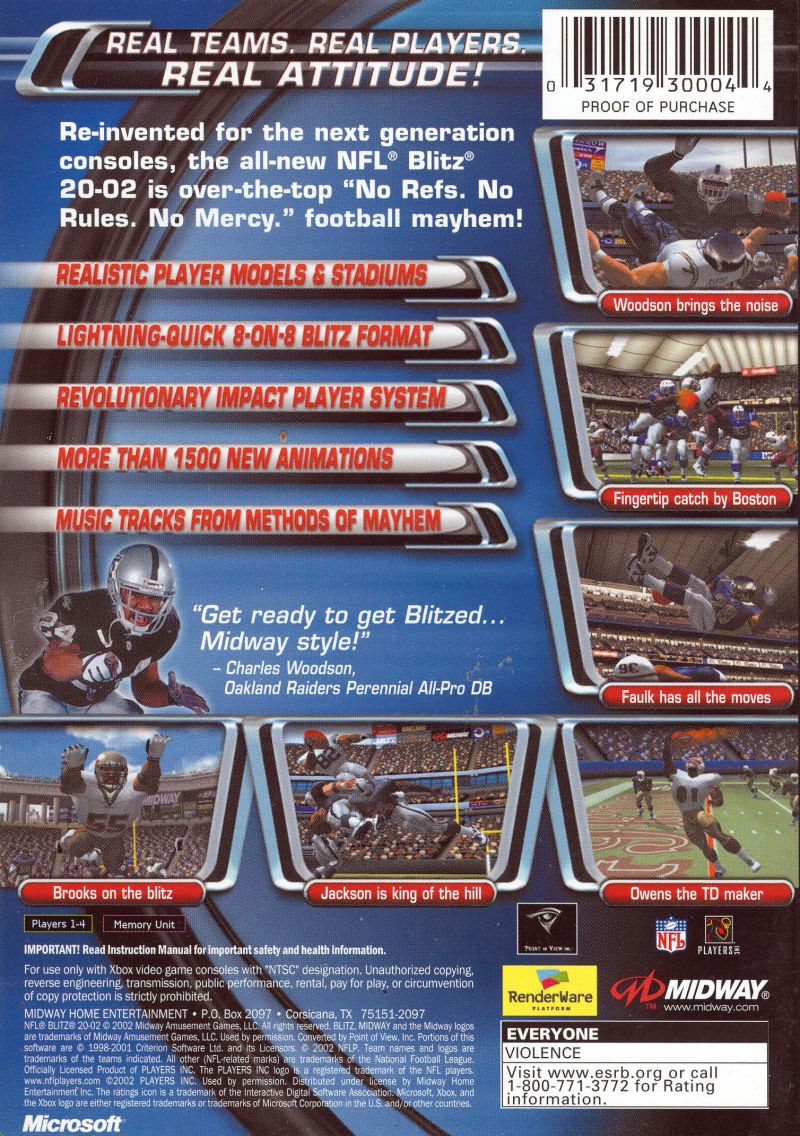 REAL TEAMS. REAL PLAYERS.
REAL ATTITUDE!
0 31719 30004 4
PROOF OF PURCHASE
Re-invented for the next generation
consoles, the all-new NFL® Blitz®
20-02 is over-the-top “No Refs. No
Rules. No Mercy.” football mayhem!
REALISTIC PLAYER MODELS & STADIUMS
LIGHTNING-QUICK 8-ON-8 BLITZ FORMAT
REVOLUTIONARY IMPACT PLAYER SYSTEM
MORE THAN 1500 NEW ANIMATIONS
MUSIC TRACKS FROM METHODS OF MAYHEM
Woodson brings the noise
Fingertip catch by Boston
36
Faulk has all the moves
24
“Get ready to get Blitzed...
Midway style!”
– Charles Woodson,
Oakland Raiders Perennial All-Pro DB
55
MIDWAY
Brooks on the blitz
82
Jackson is king of the hill
81
Owens the TD maker
Players 1-4
Memory Unit
POINT OF VIEW, INC.
NFL
PLAYERS INC
IMPORTANT! Read Instruction Manual for important safety and health information.
For use only with Xbox video game consoles with "NTSC" designation. Unauthorized copying,
reverse engineering, transmission, public performance, rental, pay for play, or circumvention
of copy protection is strictly prohibited.
RenderWare
PLATFORM
MIDWAY®
TM www.midway.com
MIDWAY HOME ENTERTAINMENT • P.O. Box 2097 • Corsicana, TX 75151-2097
NFL® BLITZ® 20-02 © 2002 Midway Amusement Games, LLC. All rights reserved. BLITZ, MIDWAY and the Midway logos
are trademarks of Midway Amusement Games, LLC. Used by permission. Converted by Point of View, Inc. Portions of this
software are © 1998-2001 Criterion Software Ltd. and its Licensors. © 2002 NFLP. Team names and logos are
trademarks of the teams indicated. All other (NFL-related marks) are trademarks of the National Football League.
Officially Licensed Product of PLAYERS INC. The PLAYERS INC logo is a registered trademark of the NFL players.
www.nflplayers.com ©2002 PLAYERS INC. Used by permission. Distributed under license by Midway Home
Entertainment Inc. The ratings icon is a trademark of the Interactive Digital Software Association. Microsoft, Xbox, and
the Xbox logo are either registered trademarks or trademarks of Microsoft Corporation in the U.S. and/or other countries.
EVERYONE
VIOLENCE
Visit www.esrb.org or call
1-800-771-3772 for Rating
information.
Microsoft®